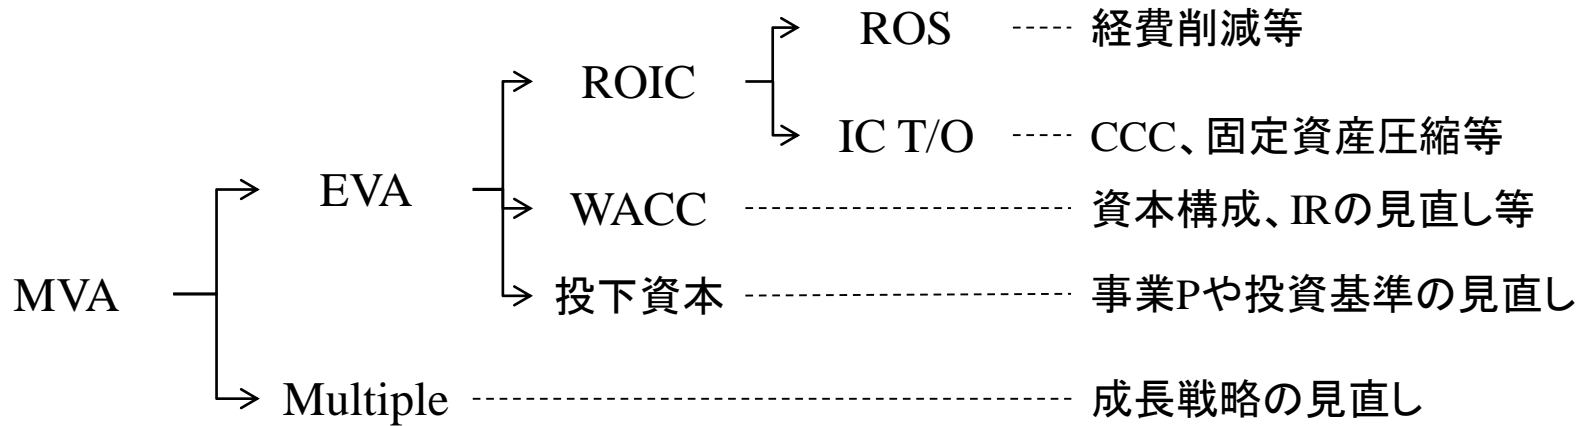 ROS 経費削減等
ROIC
IC T/O CCC、固定資産圧縮等
EVA
WACC 資本構成、IRの見直し等
MVA
投下資本 事業Pや投資基準の見直し
Multiple 成長戦略の見直し